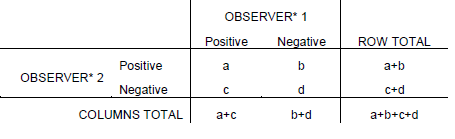 OBSERVER* 1
Positive Negative ROW TOTAL
OBSERVER* 2
Positive a b a+b
Negative c d c+d
COLUMNS TOTAL a+c b+d a+b+c+d